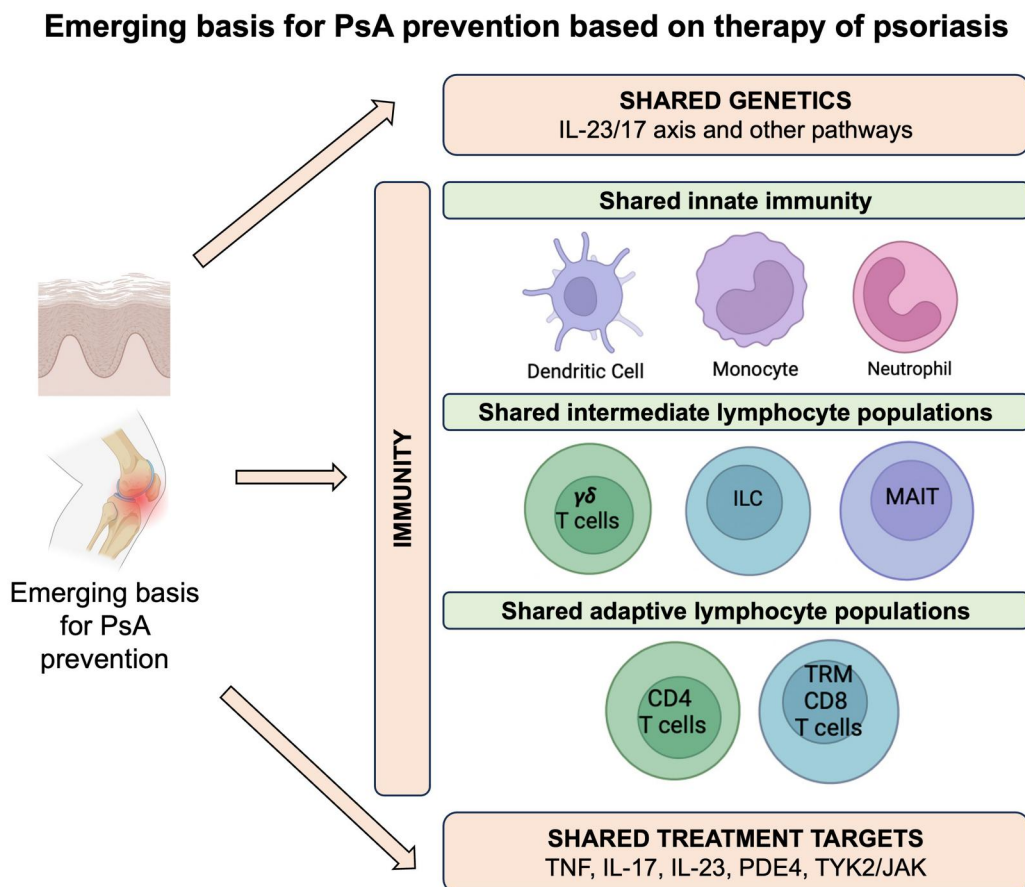 Emerging basis for PsA prevention based on therapy of psoriasis
SHARED GENETICS
IL-23/17 axis and other pathways
IMMUNITY
Shared innate immunity
Dendritic Cell
Monocyte
Neutrophil
Shared intermediate lymphocyte populations
γδ
T cells
ILC
MAIT
Emerging basis
for PsA
prevention
Shared adaptive lymphocyte populations
CD4
T cells
TRM
CD8
T cells
SHARED TREATMENT TARGETS
TNF, IL-17, IL-23, PDE4, TYK2/JAK